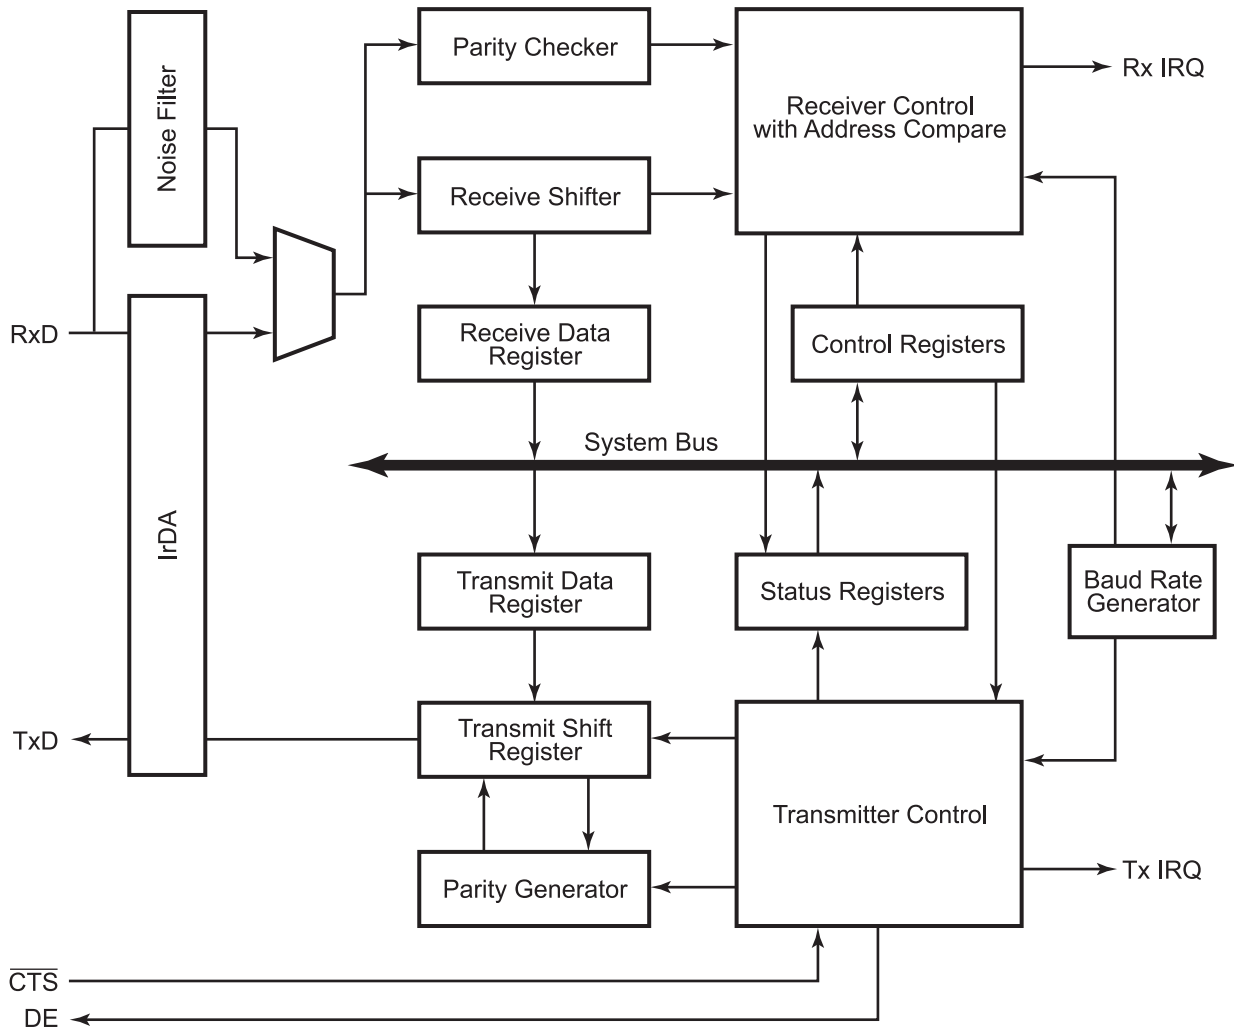 Noise Filter
Parity Checker
Receiver Control
with Address Compare
Rx IRQ
Receive Shifter
RxD
Receive Data
Register
Control Registers
System Bus
IrDA
Transmit Data
Register
Status Registers
Baud Rate
Generator
TxD
Transmit Shift
Register
Transmitter Control
Parity Generator
Tx IRQ
C̅T̅S̅
DE